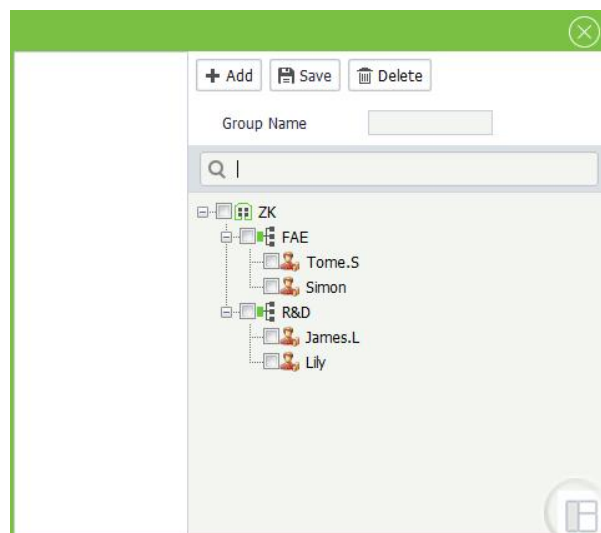 Add Save Delete
Group Name
ZK
FAE
Tome.S
Simon
R&D
James.L
Lily